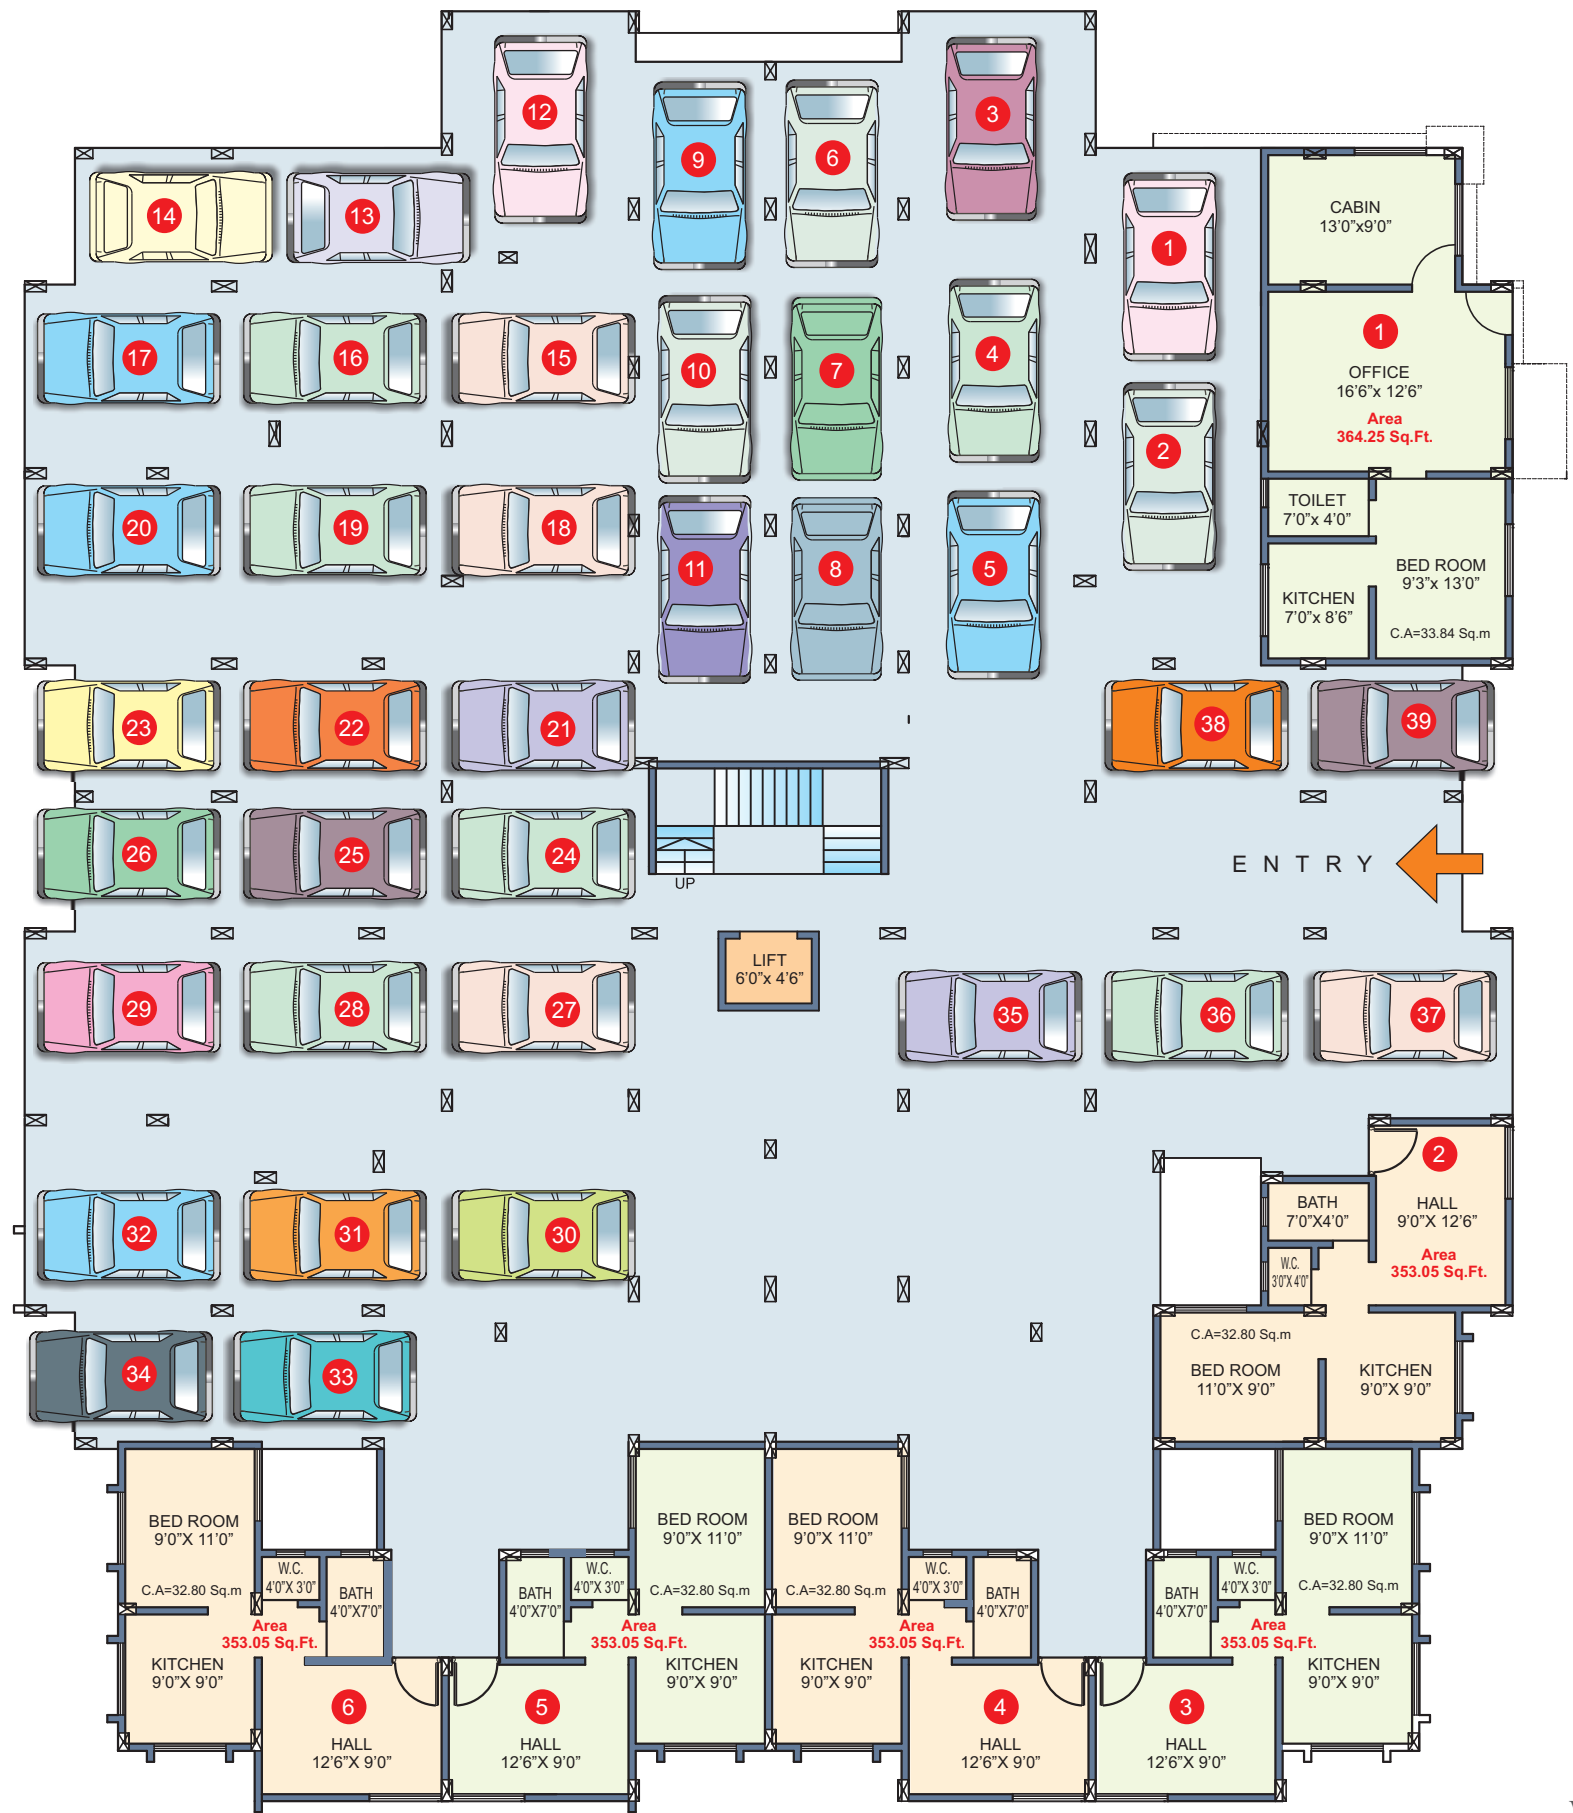 12
3
9
6
14
13
1
CABIN
13'0"x9'0"
17
16
15
10
7
4
1
OFFICE
16'6"x 12'6"
Area
364.25 Sq.Ft.
2
20
19
18
11
8
5
TOILET
7'0"x 4'0"
BED ROOM
9'3"x 13'0"
KITCHEN
7'0"x 8'6"
C.A=33.84 Sq.m
23
22
21
38
39
26
25
24
UP
ENTRY
LIFT
6'0"x 4'6"
29
28
27
35
36
37
2
HALL
9'0"X 12'6"
BATH
7'0"X4'0"
Area
353.05 Sq.Ft.
W.C.
3'0"X 4'0"
32
31
30
C.A=32.80 Sq.m
BED ROOM
11'0"X 9'0"
KITCHEN
9'0"X 9'0"
34
33
BED ROOM
9'0"X 11'0"
C.A=32.80 Sq.m
W.C.
4'0"X 3'0"
BATH
4'0"X7'0"
Area
353.05 Sq.Ft.
KITCHEN
9'0"X 9'0"
6
HALL
12'6"X 9'0"
BED ROOM
9'0"X 11'0"
C.A=32.80 Sq.m
W.C.
4'0"X 3'0"
BATH
4'0"X7'0"
Area
353.05 Sq.Ft.
KITCHEN
9'0"X 9'0"
5
HALL
12'6"X 9'0"
BED ROOM
9'0"X 11'0"
C.A=32.80 Sq.m
W.C.
4'0"X 3'0"
BATH
4'0"X7'0"
Area
353.05 Sq.Ft.
KITCHEN
9'0"X 9'0"
4
HALL
12'6"X 9'0"
BED ROOM
9'0"X 11'0"
C.A=32.80 Sq.m
W.C.
4'0"X 3'0"
BATH
4'0"X7'0"
Area
353.05 Sq.Ft.
KITCHEN
9'0"X 9'0"
3
HALL
12'6"X 9'0"